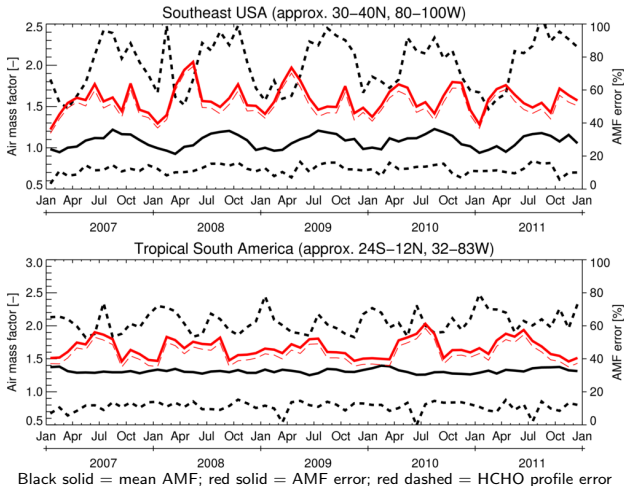 Southeast USA (approx. 30−40N, 80−100W)
Air mass factor [−]
2.5
2.0
1.5
1.0
0.5
100
80
60
40
20
0
AMF error [%]
Jan Apr Jul Oct Jan Apr Jul Oct Jan Apr Jul Oct Jan Apr Jul Oct Jan Apr Jul Oct Jan
2007 2008 2009 2010 2011
Tropical South America (approx. 24S−12N, 32−83W)
Air mass factor [−]
3.0
2.5
2.0
1.5
1.0
0.5
100
80
60
40
20
0
AMF error [%]
Jan Apr Jul Oct Jan Apr Jul Oct Jan Apr Jul Oct Jan Apr Jul Oct Jan Apr Jul Oct Jan
2007 2008 2009 2010 2011
Black solid = mean AMF; red solid = AMF error; red dashed = HCHO profile error